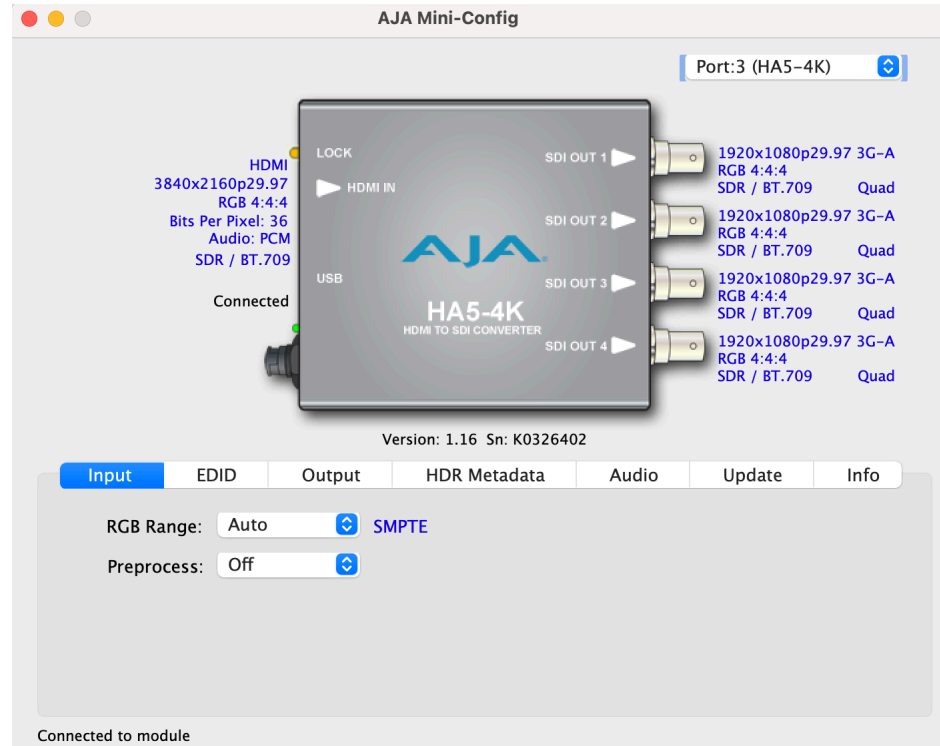 AJA Mini-Config
Port:3 (HA5-4K)
LOCK
HDMI
3840x2160p29.97
RGB 4:4:4
Bits Per Pixel: 36
Audio: PCM
SDR / BT.709
HDMI IN
USB
Connected
AJA
HA5-4K
HDMI TO SDI CONVERTER
SDI OUT 1
1920x1080p29.97 3G-A
RGB 4:4:4
SDR / BT.709 Quad
SDI OUT 2
1920x1080p29.97 3G-A
RGB 4:4:4
SDR / BT.709 Quad
SDI OUT 3
1920x1080p29.97 3G-A
RGB 4:4:4
SDR / BT.709 Quad
SDI OUT 4
1920x1080p29.97 3G-A
RGB 4:4:4
SDR / BT.709 Quad
Version: 1.16 Sn: K0326402
Input EDID Output HDR Metadata Audio Update Info
RGB Range: Auto SMPTE
Preprocess: Off
Connected to module